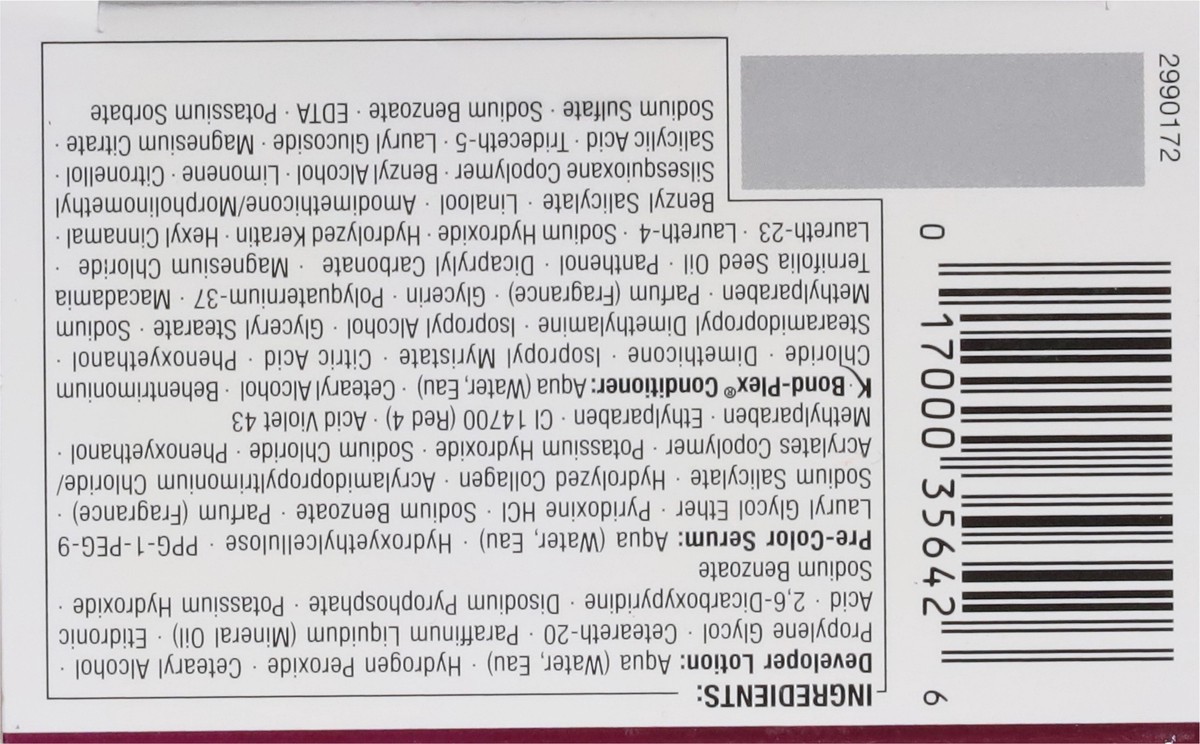 INGREDIENTS:
Developer Lotion: Aqua (Water, Eau) · Hydrogen Peroxide · Cetearyl Alcohol ·
Propylene Glycol · Ceteareth-20 · Paraffinum Liquidum (Mineral Oil) · Etidronic
Acid · 2,6-Dicarboxypyridine · Disodium Pyrophosphate · Potassium Hydroxide ·
Sodium Benzoate
Pre-Color Serum: Aqua (Water, Eau) · Hydroxyethylcellulose · PPG-1-PEG-9
Lauryl Glycol Ether · Pyridoxine HCl · Sodium Benzoate · Parfum (Fragrance) ·
Sodium Salicylate · Hydrolyzed Collagen · Acrylamidopropyltrimonium Chloride/
Acrylates Copolymer · Potassium Hydroxide · Sodium Chloride · Phenoxyethanol ·
Methylparaben · Ethylparaben · CI 14700 (Red 4) · Acid Violet 43
K·Bond-Plex® Conditioner: Aqua (Water, Eau) · Cetearyl Alcohol · Behentrimonium
Chloride · Dimethicone · Isopropyl Myristate · Citric Acid · Phenoxyethanol ·
Stearamidopropyl Dimethylamine · Isopropyl Alcohol · Glyceryl Stearate · Sodium
Methylparaben · Parfum (Fragrance) · Glycerin · Polyquaternium-37 · Macadamia
Ternifolia Seed Oil · Panthenol · Dicaprylyl Carbonate · Magnesium Chloride ·
Laureth-23 · Laureth-4 · Sodium Hydroxide · Hydrolyzed Keratin · Hexyl Cinnamal ·
Benzyl Salicylate · Linalool · Amodimethicone/Morpholinomethyl
Silsesquioxane Copolymer · Benzyl Alcohol · Limonene · Citronellol ·
Salicylic Acid · Trideceth-5 · Lauryl Glucoside · Magnesium Citrate ·
Sodium Sulfate · Sodium Benzoate · EDTA · Potassium Sorbate
0 17000 35642 6
2990172